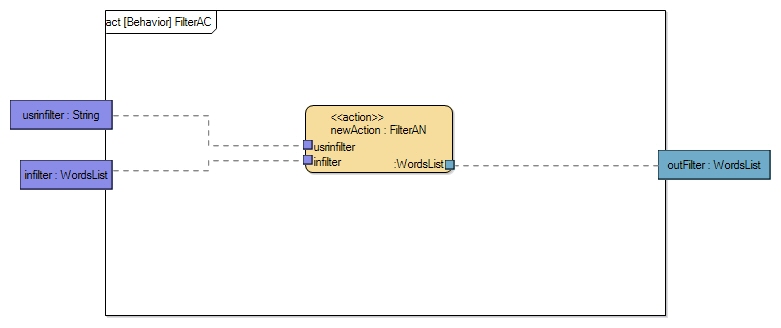 act [Behavior] FilterAC
usrinfilter : String
infilter : WordsList
<<action>>
newAction : FilterAN
usrinfilter
infilter
:WordsList
outFilter : WordsList